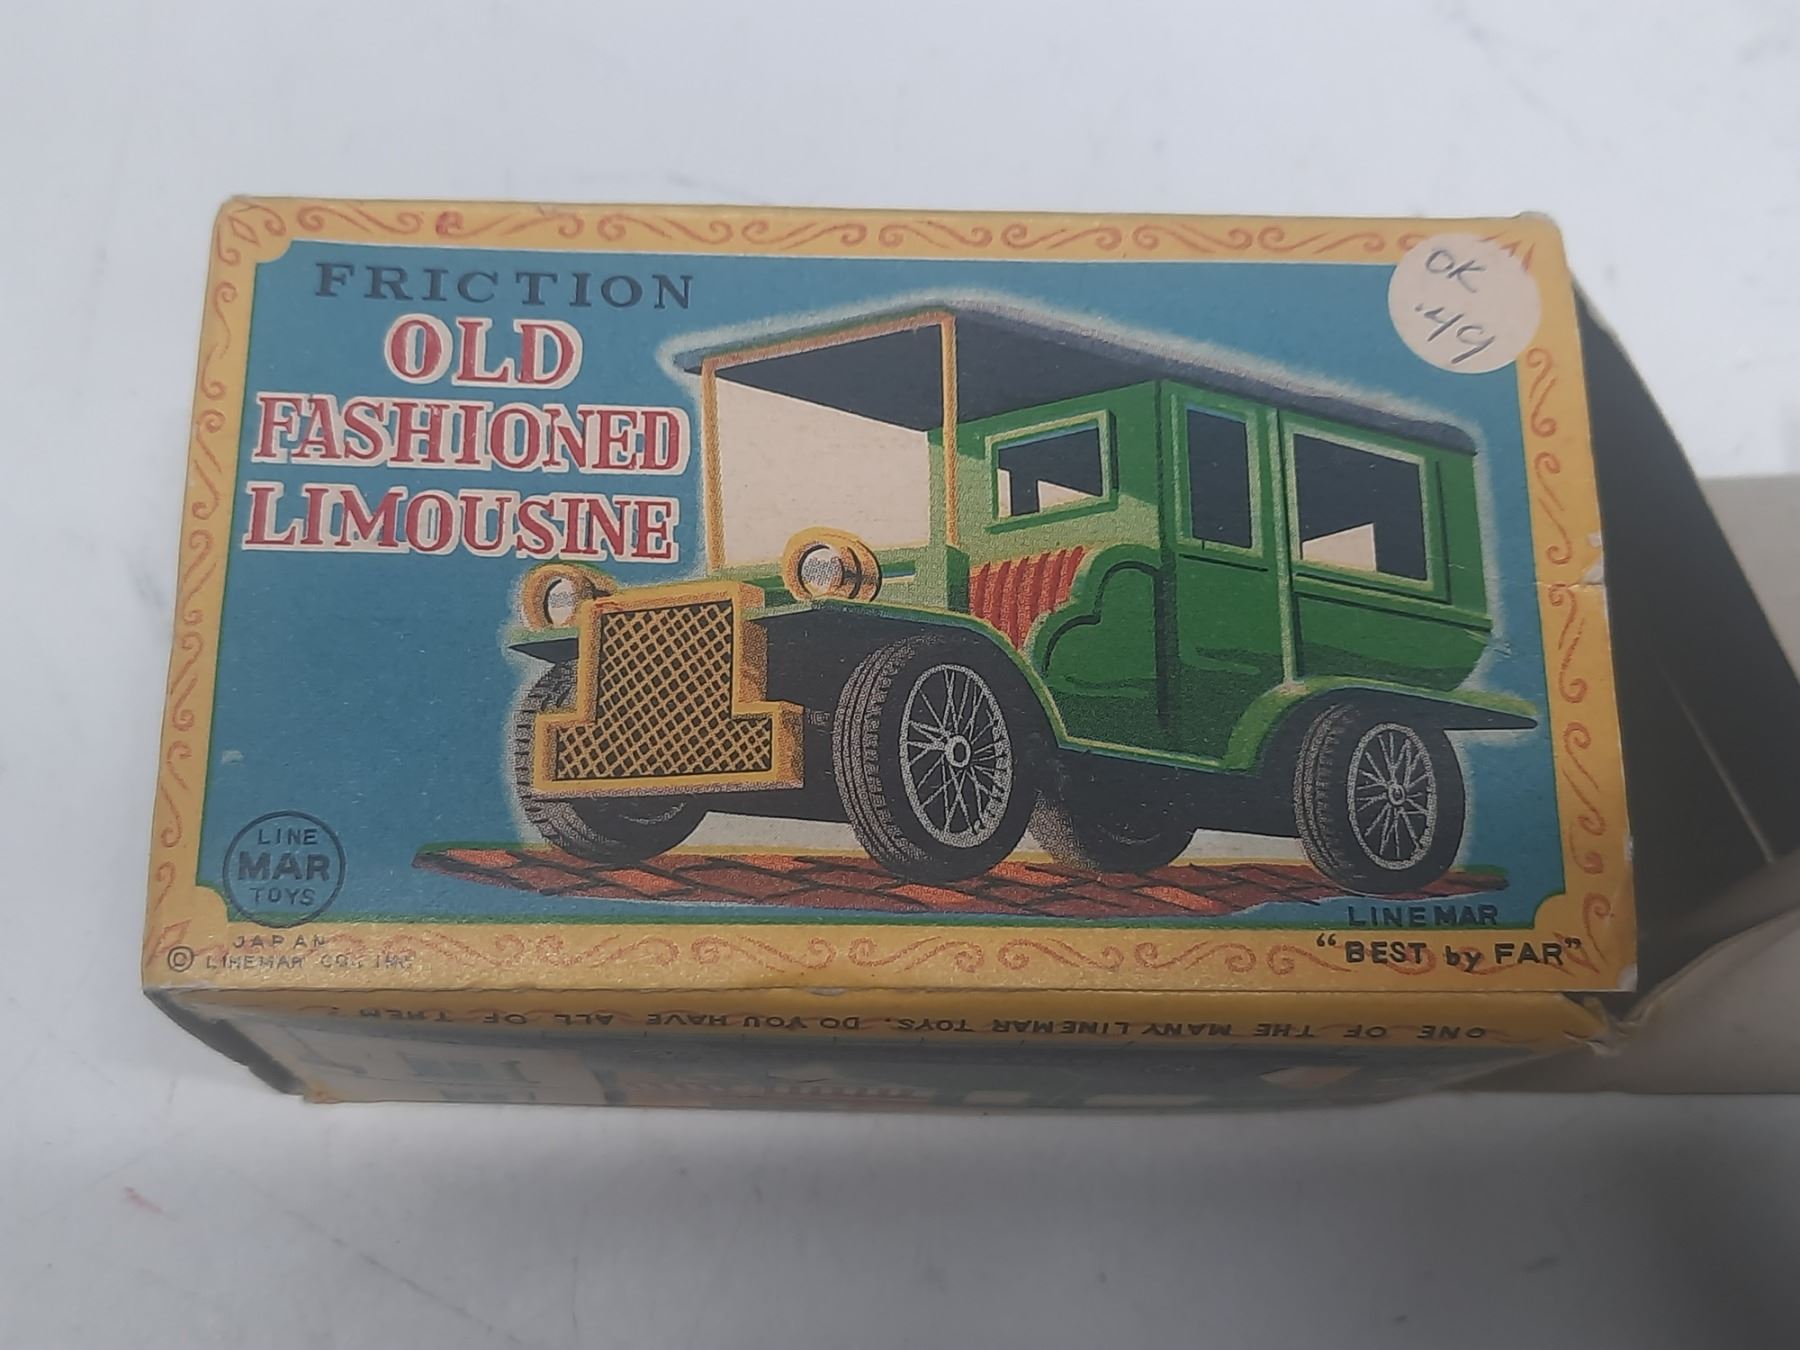 FRICTION
OLD
FASHIONED
LIMOUSINE
OK
.49
LINE
MAR
TOYS
JAPAN
© LINEMAR CO., INC.
LINEMAR
"BEST by FAR"
ONE OF THE MANY LINEMAR TOYS. DO YOU HAVE ALL OF THEM?